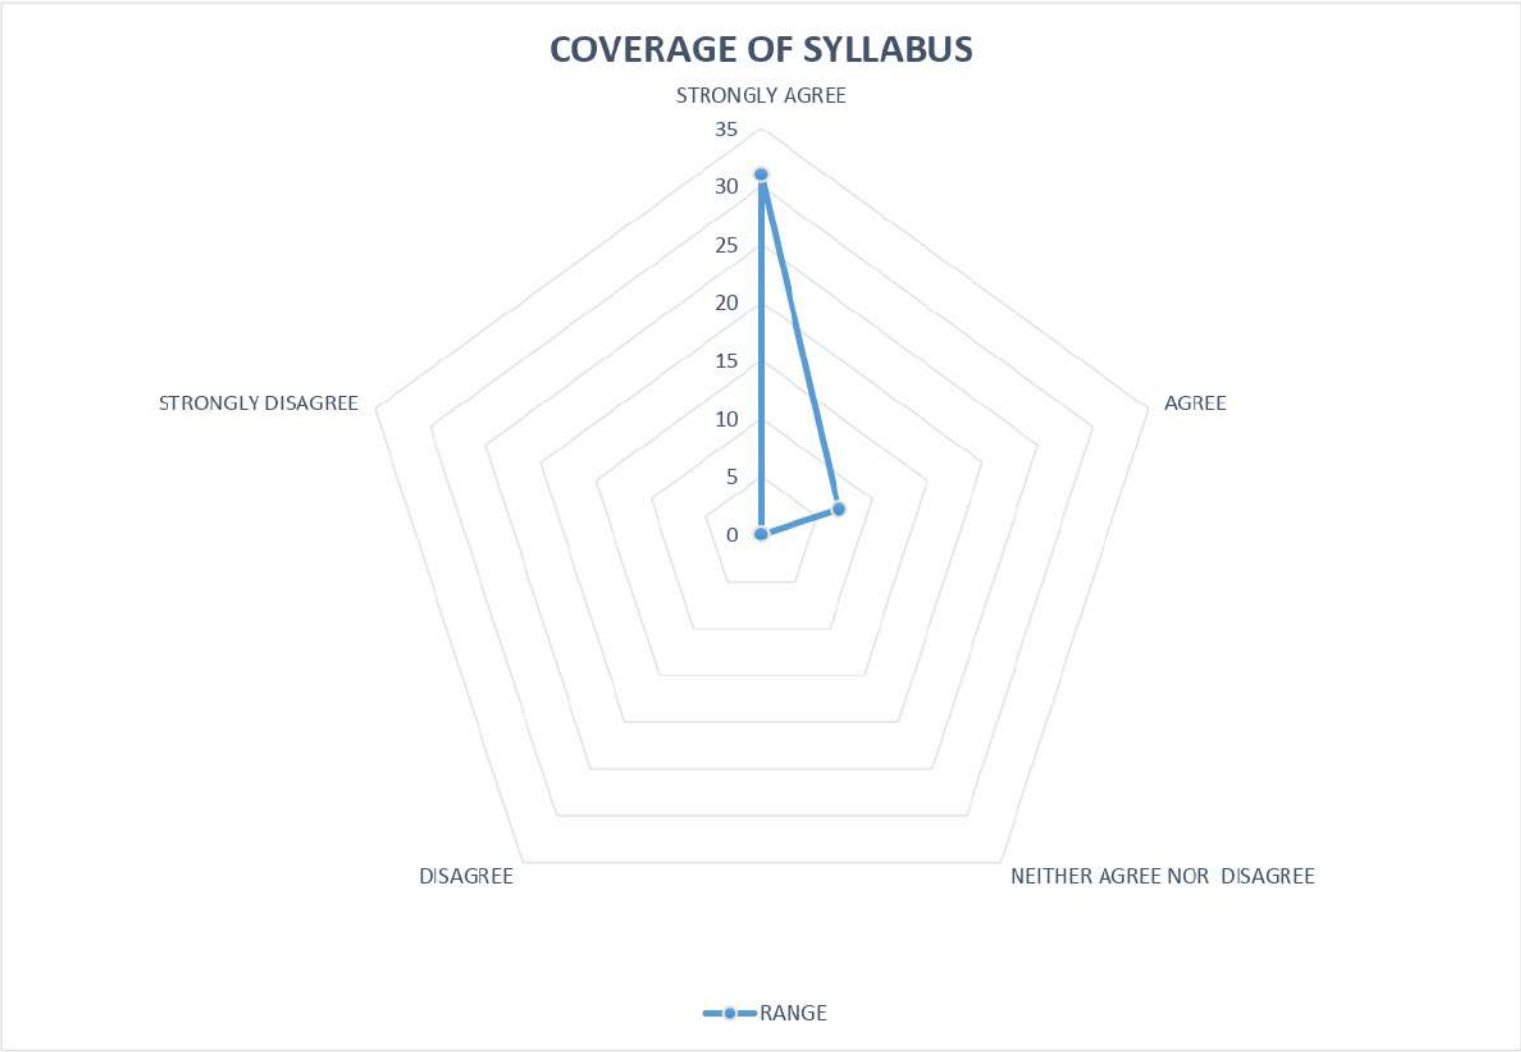 COVERAGE OF SYLLABUS
STRONGLY AGREE
35
30
25
20
15
10
5
0
STRONGLY DISAGREE
AGREE
DISAGREE
NEITHER AGREE NOR  DISAGREE
RANGE